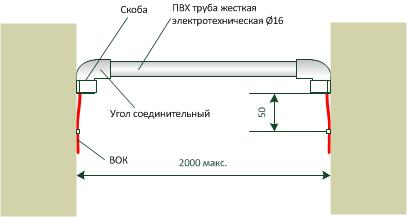 Скоба
ПВХ труба жесткая
электротехническая Ø16
Угол соединительный
50
ВОК
2000 макс.